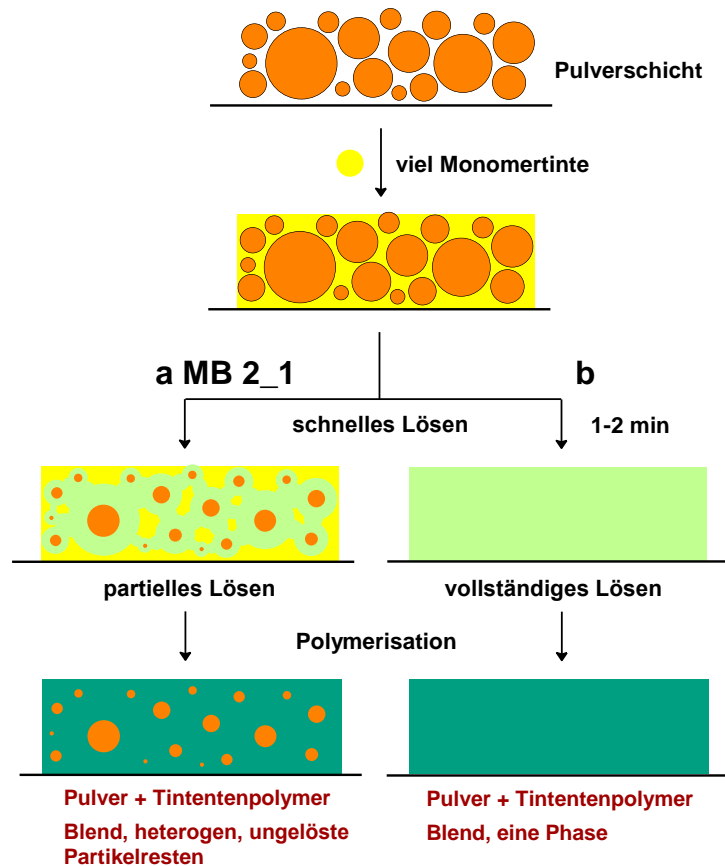 Pulverschicht
viel Monomertinte
a MB 2_1
b
schnelles Lösen
1-2 min
partielles Lösen
vollständiges Lösen
Polymerisation
Pulver + Tintentenpolymer
Blend, heterogen, ungelöste
Partikelresten
Pulver + Tintentenpolymer
Blend, eine Phase